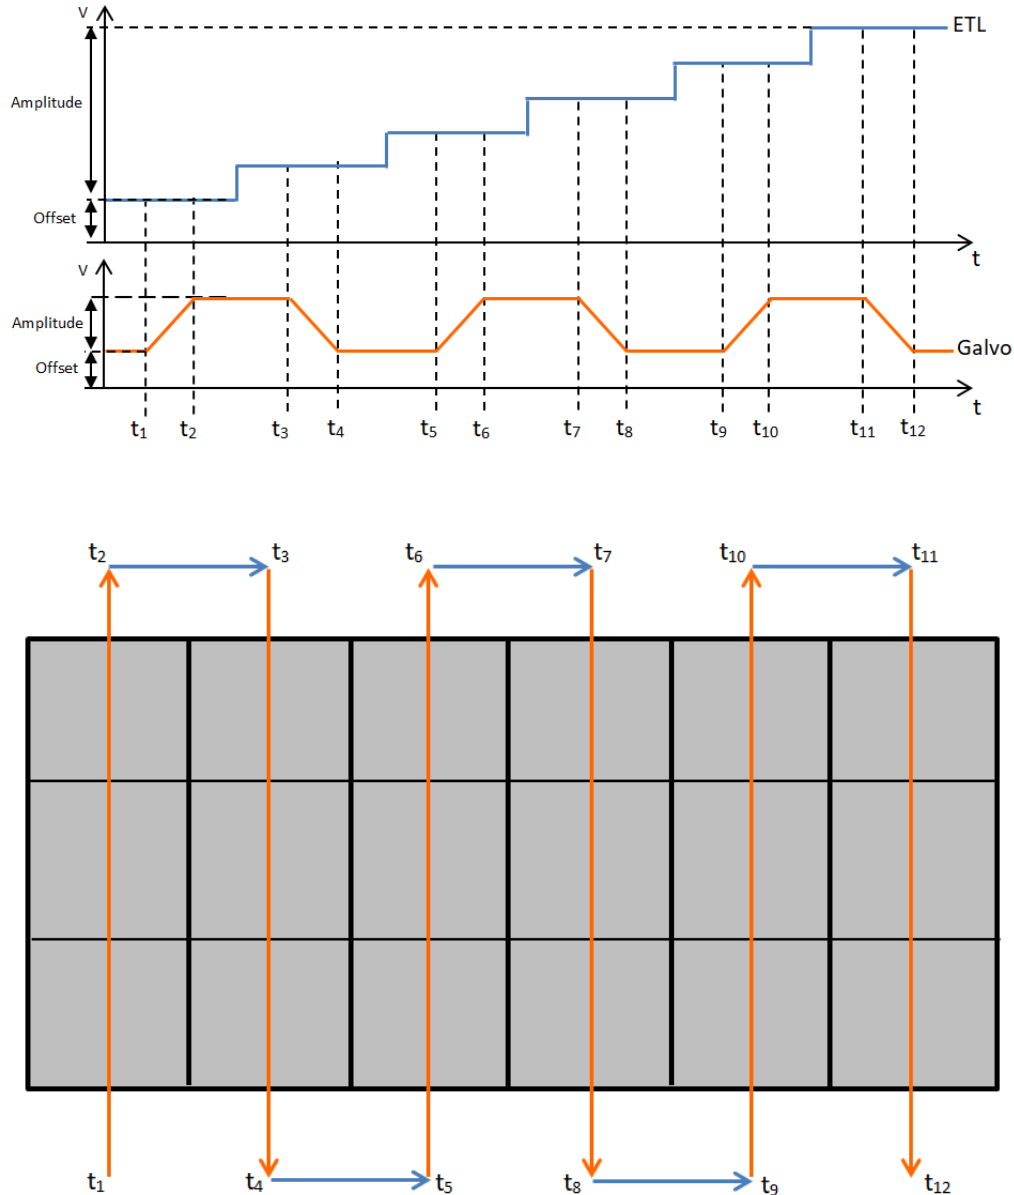 V
ETL
Amplitude
Offset
t
V
Amplitude
Offset
Galvo
t
t₁ t₂ t₃ t₄ t₅ t₆ t₇ t₈ t₉ t₁₀ t₁₁ t₁₂
t₂ t₃ t₆ t₇ t₁₀ t₁₁
t₁ t₄ t₅ t₈ t₉ t₁₂